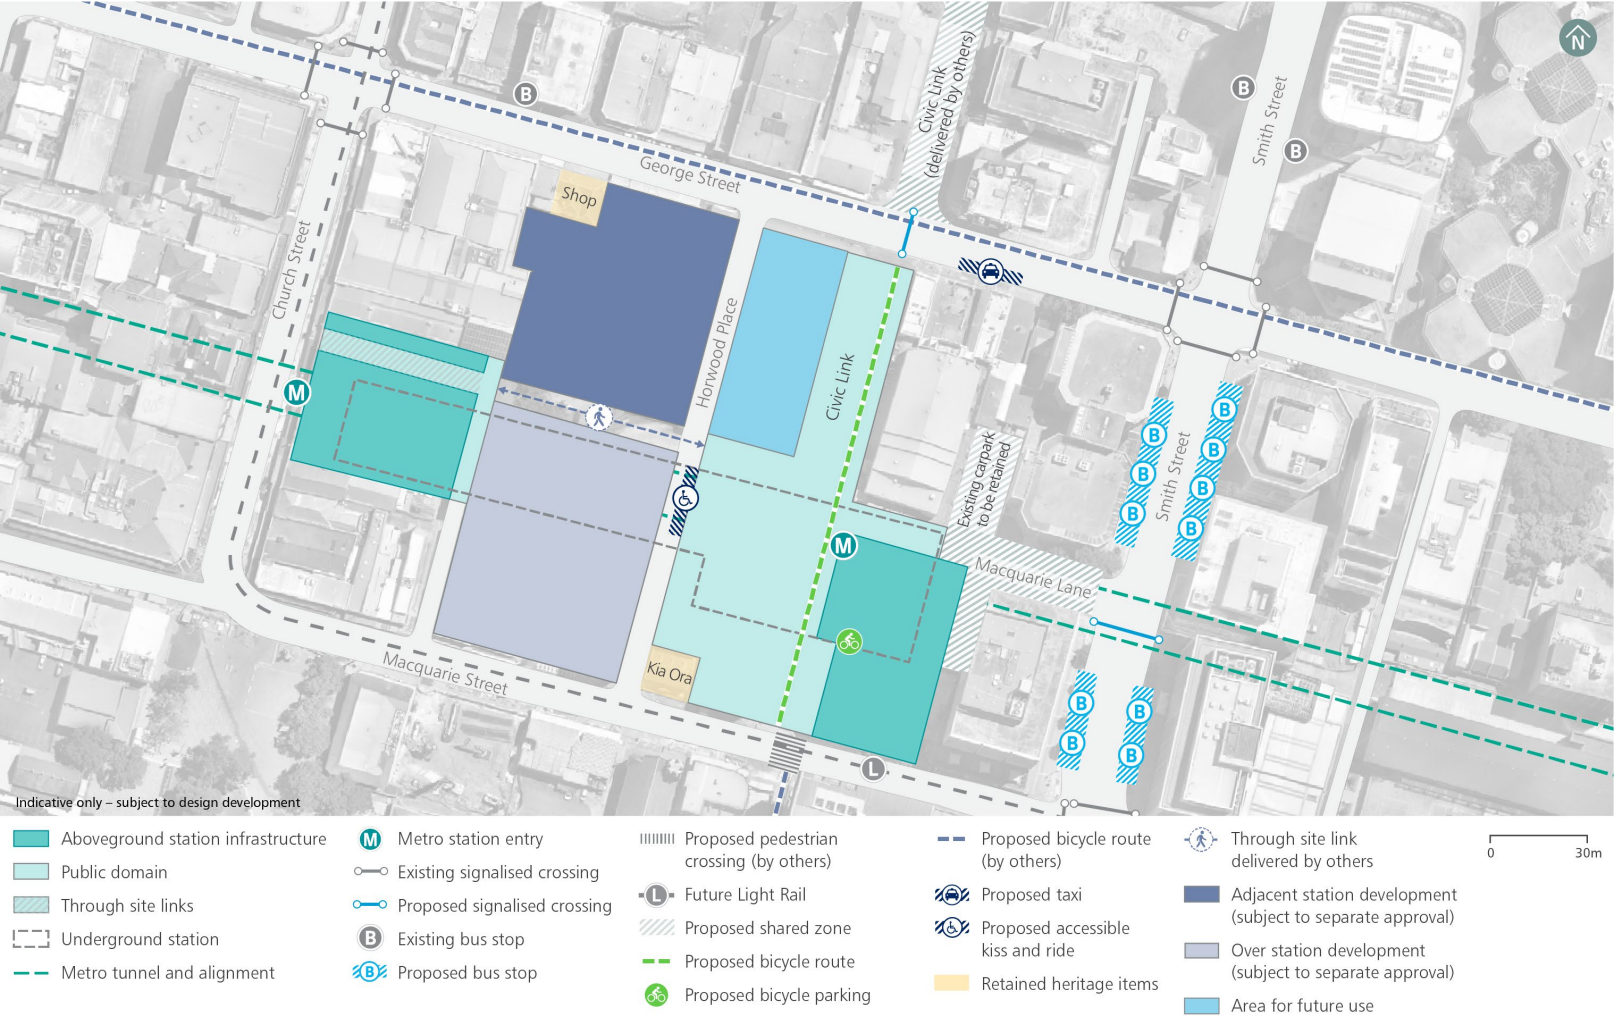 N
B
B
B
Civic Link
(delivered by others)
Smith Street
George Street
Shop
Church Street
Horwood Place
Civic Link
M
Existing carpark
to be retained
Smith Street
B
B
B
B
B
B
B
M
Macquarie Lane
Kia Ora
Macquarie Street
B
B
B
B
L
Indicative only – subject to design development
Aboveground station infrastructure
Public domain
Through site links
Underground station
Metro tunnel and alignment
M Metro station entry
Existing signalised crossing
Proposed signalised crossing
B Existing bus stop
B Proposed bus stop
Proposed pedestrian
crossing (by others)
L Future Light Rail
Proposed shared zone
Proposed bicycle route
Proposed bicycle parking
Proposed bicycle route
(by others)
Proposed taxi
Proposed accessible
kiss and ride
Retained heritage items
Through site link
delivered by others
Adjacent station development
(subject to separate approval)
Over station development
(subject to separate approval)
Area for future use
0 30m